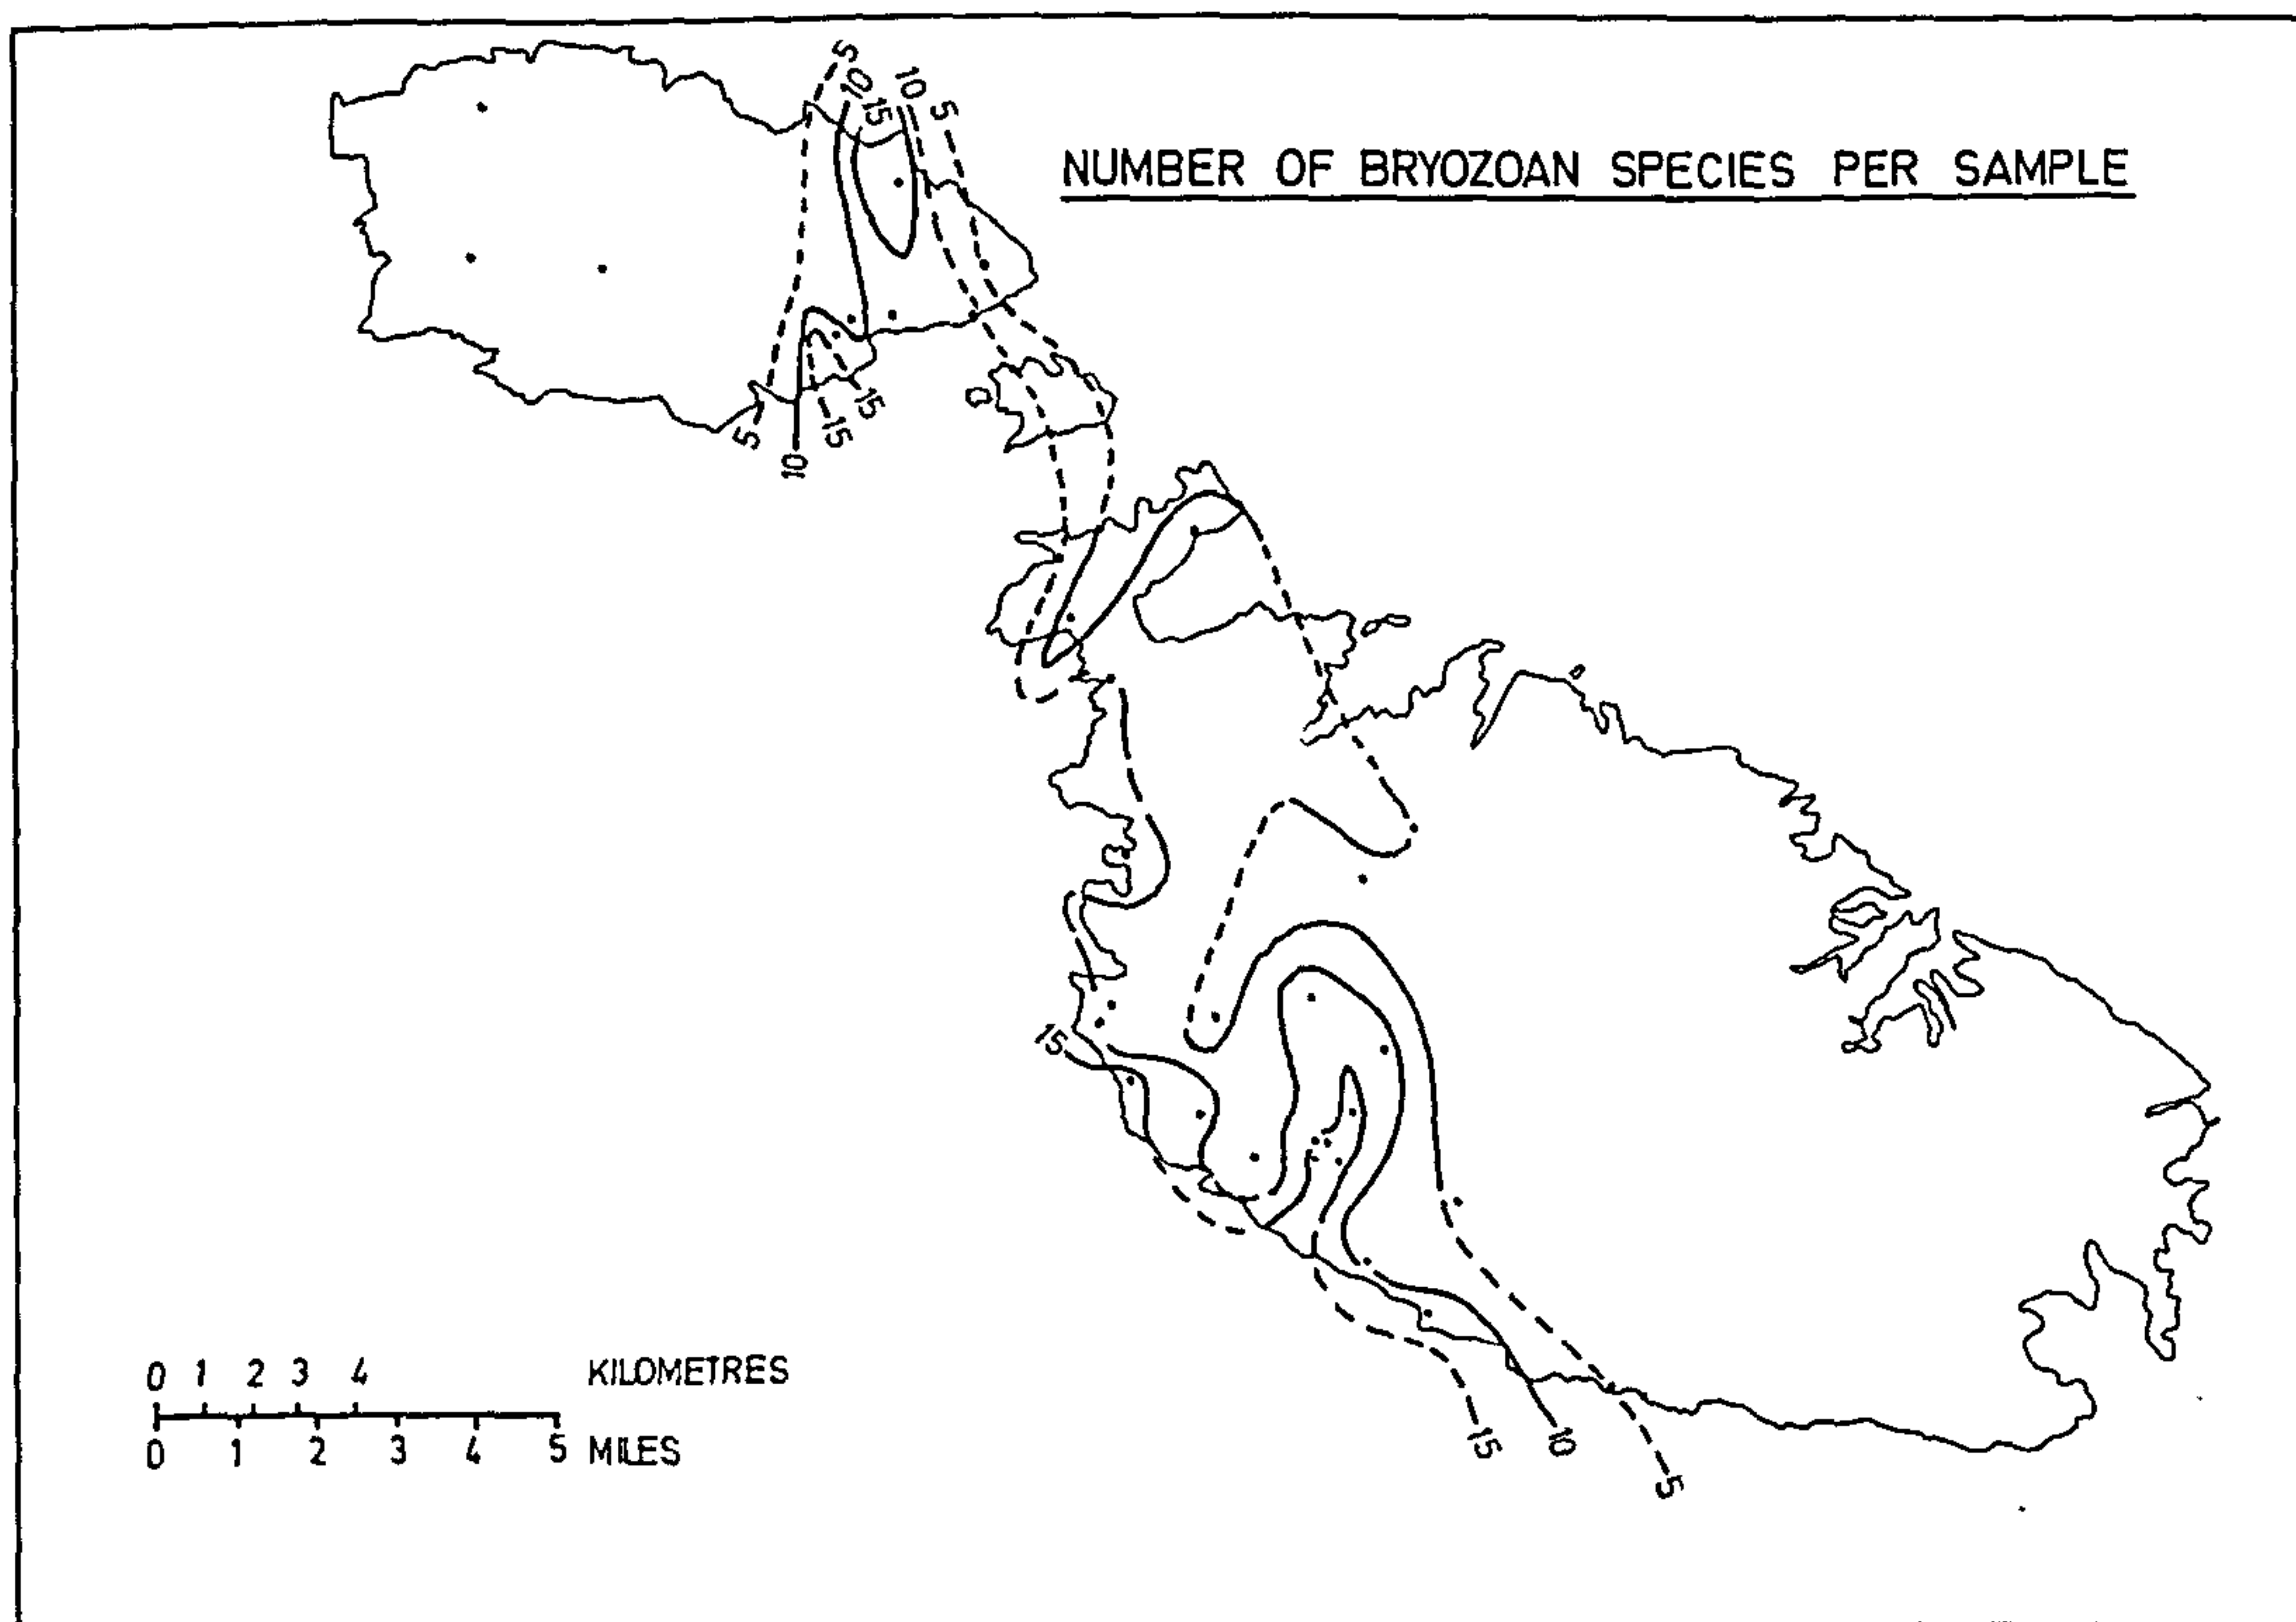 5 10 15 10 5
NUMBER OF BRYOZOAN SPECIES PER SAMPLE
5 10 15 15
15
0 1 2 3 4 KILOMETRES
0 1 2 3 4 5 MILES
15 10 5